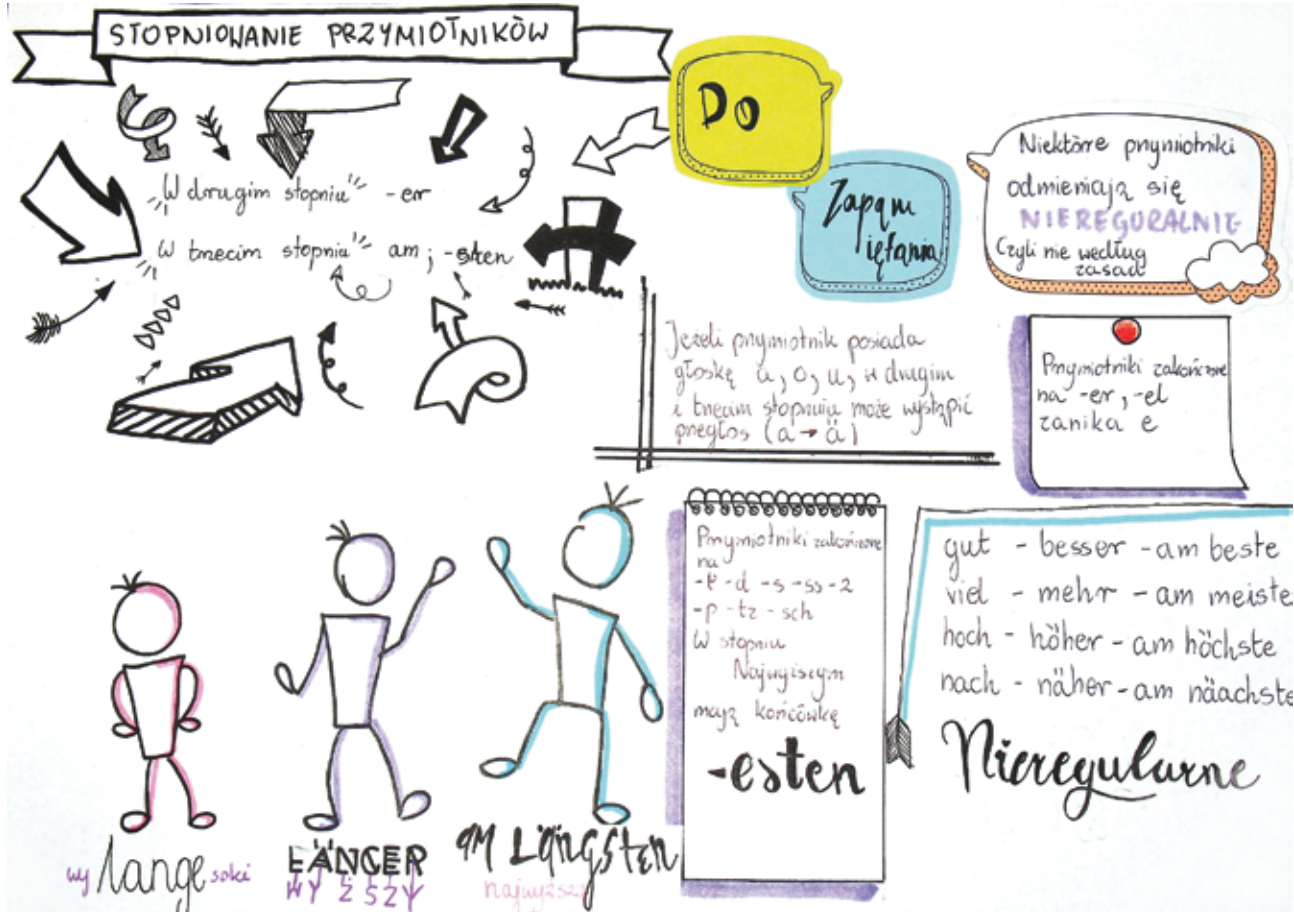 STOPNIOWANIE PRZYMIOTNIKÓW
W drugim stopniu -er
W trzecim stopniu am; -sten
Do
Zapam
iętania
Niektóre przymiotniki
odmieniają się
NIEREGURALNIE
Czyli nie według
zasad
Jeżeli przymiotnik posiada
głoskę a, o, u, w drugim
i trzecim stopniu może wystąpić
przegłos (a → ä)
Przymiotniki zakończone
na -er, -el
zanika e
Przymiotniki zakończone
na
-t -d -s -ss -z
-p -tz - sch
W stopniu
Najwyższym
mają końcówkę
-esten
gut - besser - am beste
viel - mehr - am meiste
hoch - höher - am höchste
nach - näher - am näachste
Nieregularne
wy lange soki
LÄNGER
WYŻSZY
AM LÄngsten
najwyższy